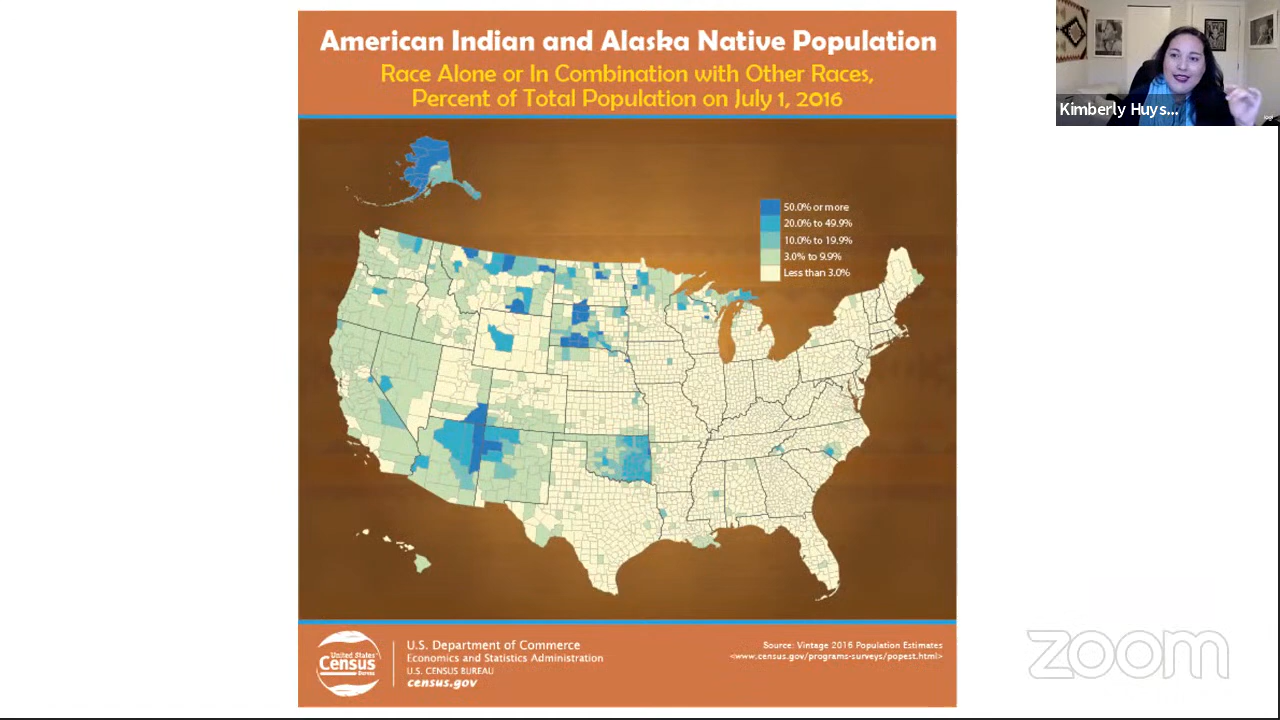 American Indian and Alaska Native Population
Race Alone or In Combination with Other Races,
Percent of Total Population on July 1, 2016
Kimberly Huys...
50.0% or more
20.0% to 49.9%
10.0% to 19.9%
3.0% to 9.9%
Less than 3.0%
United States
Census
Bureau
U.S. Department of Commerce
Economics and Statistics Administration
U.S. CENSUS BUREAU
census.gov
Source: Vintage 2016 Population Estimates
<www.census.gov/programs-surveys/popest.html>
zoom